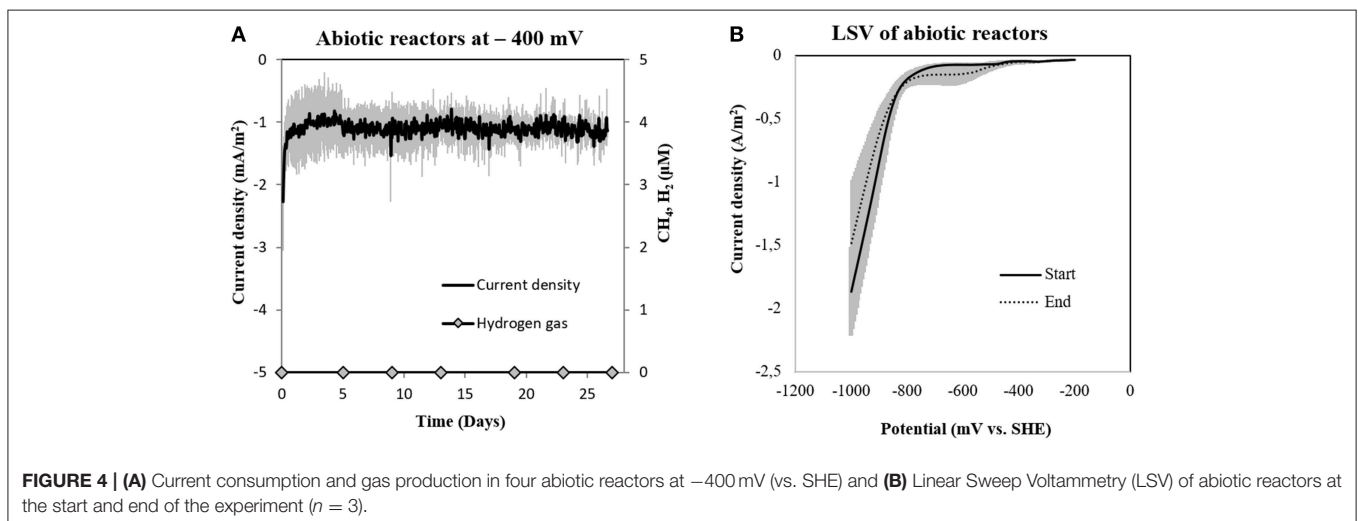 A
Abiotic reactors at – 400 mV
0
-1
-2
-3
-4
-5
Current density (mA/m²)
5
4
3
2
1
0
CH₄, H₂ (µM)
Current density
Hydrogen gas
0 5 10 15 20 25
Time (Days)
B
LSV of abiotic reactors
0
-0,5
-1
-1,5
-2
-2,5
Current density (A/m²)
Start
End
-1200 -1000 -800 -600 -400 -200 0
Potential (mV vs. SHE)
FIGURE 4 | (A) Current consumption and gas production in four abiotic reactors at −400 mV (vs. SHE) and (B) Linear Sweep Voltammetry (LSV) of abiotic reactors at
the start and end of the experiment (n = 3).